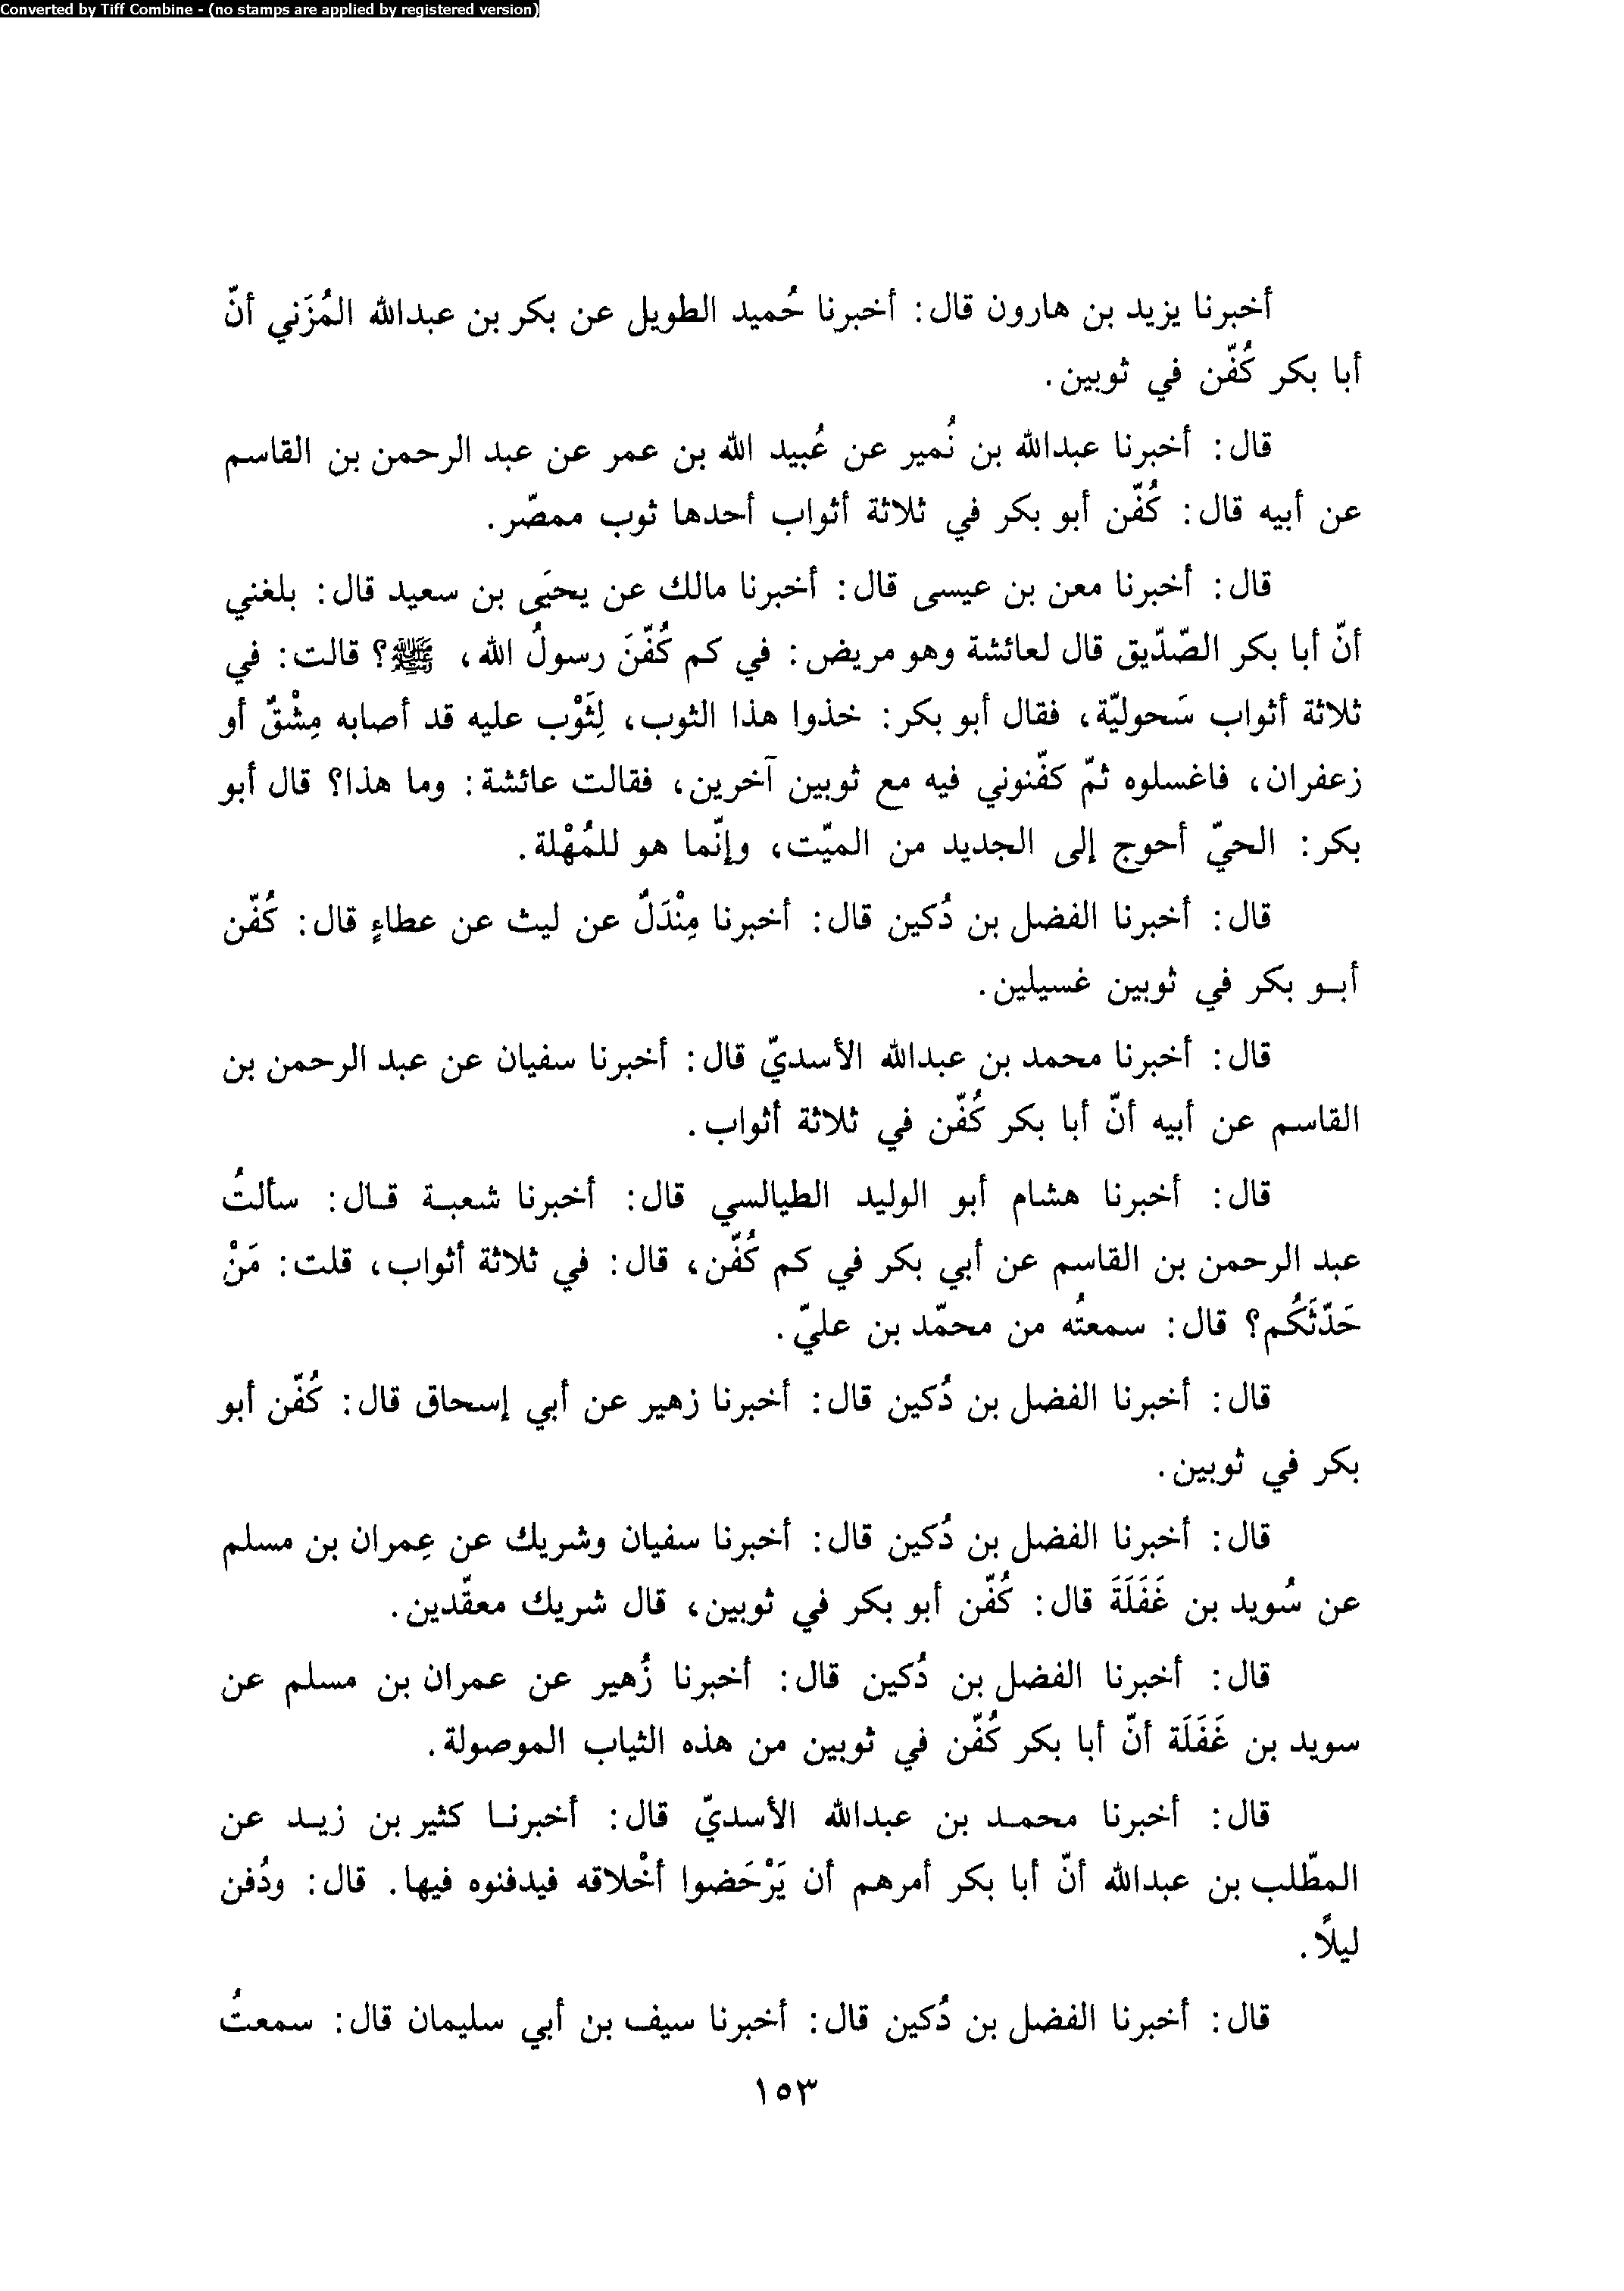 Converted by Tiff Combine - (no stamps are applied by registered version)
أخبرنا يزيد بن هارون قال: أخبرنا حُميد الطويل عن بكر بن عبدالله المُزَني أنّ
أبا بكر كُفّن في ثوبين.
قال: أخبرنا عبدالله بن نُمير عن عُبيد الله بن عمر عن عبد الرحمن بن القاسم
عن أبيه قال: كُفّن أبو بكر في ثلاثة أثواب أحدها ثوب ممصّر.
قال: أخبرنا معن بن عيسى قال: أخبرنا مالك عن يحيَى بن سعيد قال: بلغني
أنّ أبا بكر الصّدّيق قال لعائشة وهو مريض: في كم كُفّنَ رسولُ الله، ﷺ؟ قالت: في
ثلاثة أثواب سَحوليّة، فقال أبو بكر: خذوا هذا الثوب، لِثَوْب عليه قد أصابه مِشْقٌ أو
زعفران، فاغسلوه ثمّ كفّنوني فيه مع ثوبين آخرين، فقالت عائشة: وما هذا؟ قال أبو
بكر: الحيّ أحوج إلى الجديد من الميّت، وإنّما هو للمُهْلة.
قال: أخبرنا الفضل بن دُكين قال: أخبرنا مِنْدَلٌ عن ليث عن عطاءٍ قال: كُفّن
أبو بكر في ثوبين غسيلين.
قال: أخبرنا محمد بن عبدالله الأسديّ قال: أخبرنا سفيان عن عبد الرحمن بن
القاسم عن أبيه أنّ أبا بكر كُفّن في ثلاثة أثواب.
قال: أخبرنا هشام أبو الوليد الطيالسي قال: أخبرنا شعبة قال: سألتُ
عبد الرحمن بن القاسم عن أبي بكر في كم كُفّن، قال: في ثلاثة أثواب، قلت: مَنْ
حَدّثَكُم؟ قال: سمعتُه من محمّد بن عليّ.
قال: أخبرنا الفضل بن دُكين قال: أخبرنا زهير عن أبي إسحاق قال: كُفّن أبو
بكر في ثوبين.
قال: أخبرنا الفضل بن دُكين قال: أخبرنا سفيان وشريك عن عِمران بن مسلم
عن سُويد بن غَفَلَةَ قال: كُفّن أبو بكر في ثوبين، قال شريك معقّدين.
قال: أخبرنا الفضل بن دُكين قال: أخبرنا زُهير عن عمران بن مسلم عن
سويد بن غَفَلَة أنّ أبا بكر كُفّن في ثوبين من هذه الثياب الموصولة.
قال: أخبرنا محمد بن عبدالله الأسديّ قال: أخبرنا كثير بن زيد عن
المطّلب بن عبدالله أنّ أبا بكر أمرهم أن يَرْحَضوا أخْلاقه فيدفنوه فيها. قال: ودُفن
ليلاً.
قال: أخبرنا الفضل بن دُكين قال: أخبرنا سيف بن أبي سليمان قال: سمعتُ
١٥٣